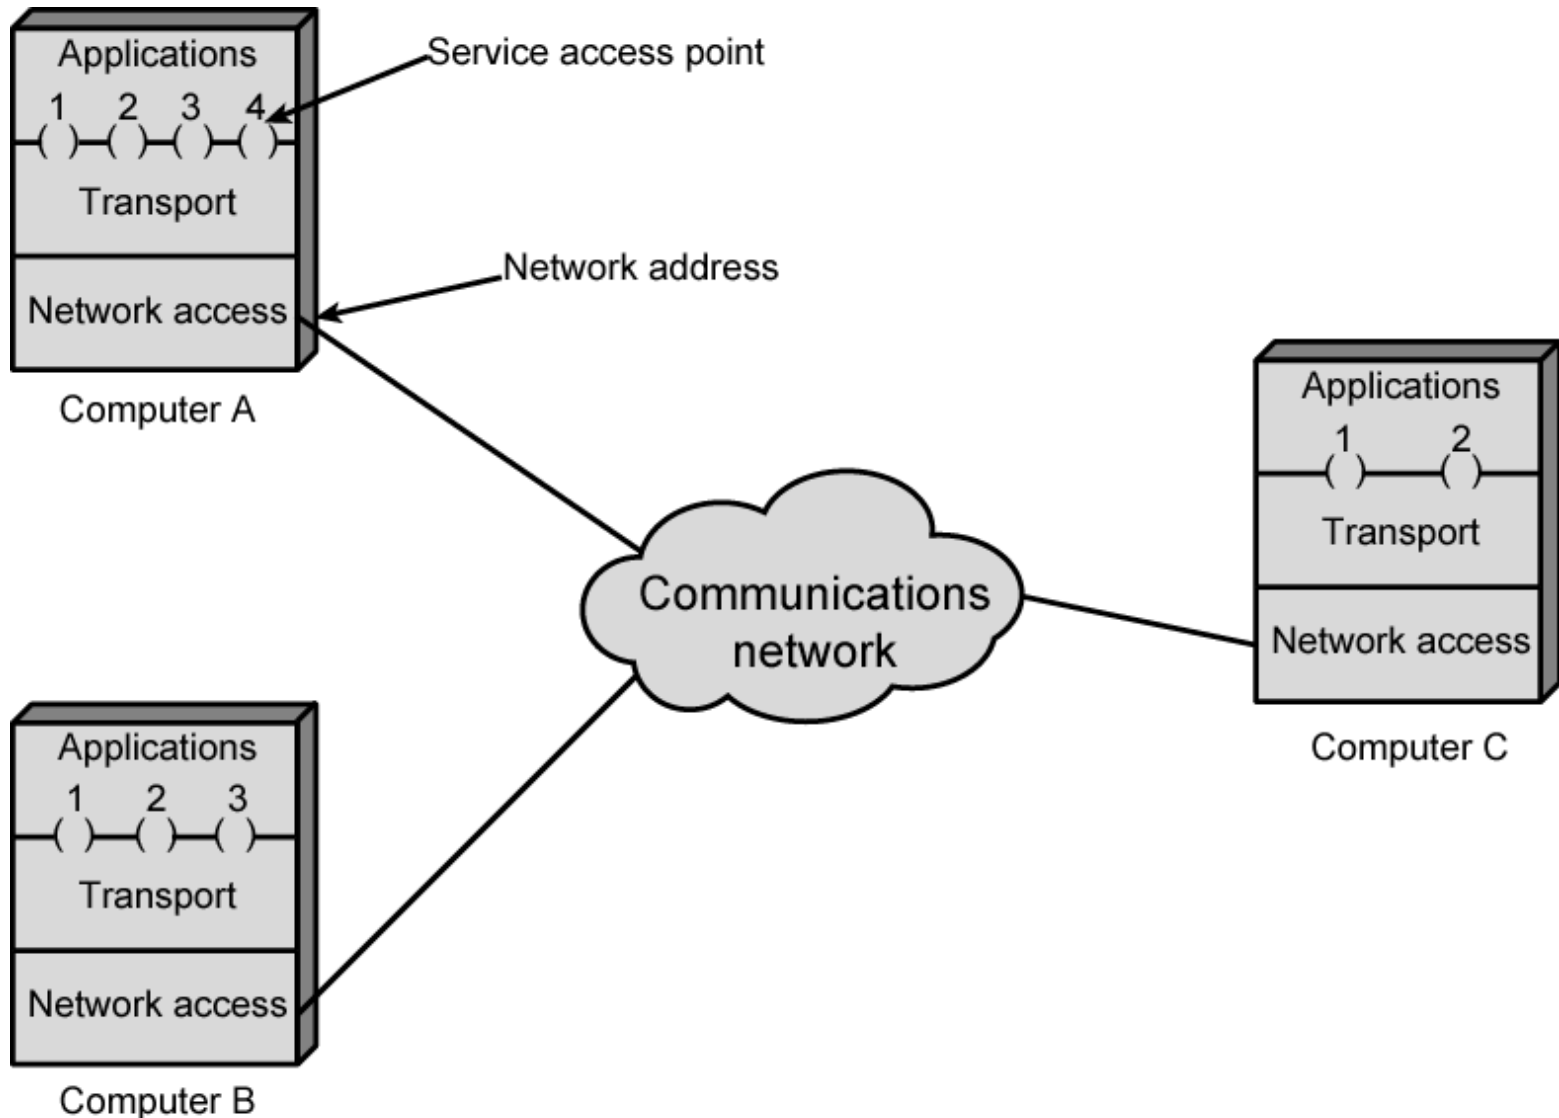 Applications
1 2 3 4
Transport
Network access
Computer A
Service access point
Network address
Communications
network
Applications
1 2
Transport
Network access
Computer C
Applications
1 2 3
Transport
Network access
Computer B